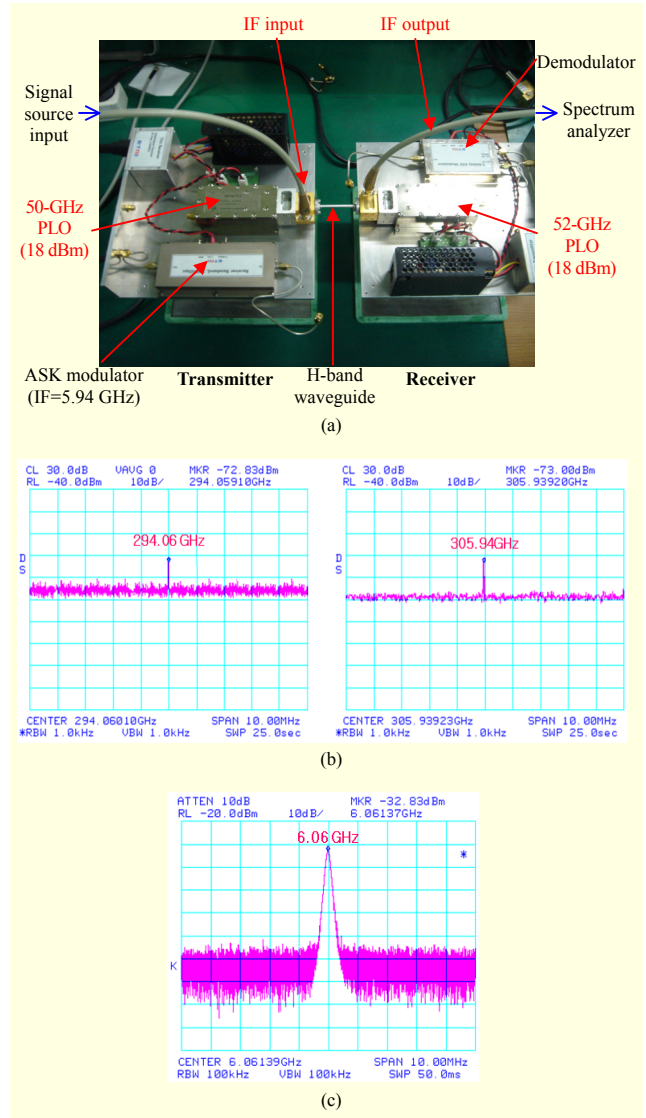 IF input
IF output
Signal
source
input
Demodulator
Spectrum
analyzer
50-GHz
PLO
(18 dBm)
52-GHz
PLO
(18 dBm)
ASK modulator
(IF=5.94 GHz)
Transmitter
H-band
waveguide
Receiver
(a)
CL 30.0dB VAVG 0 MKR -72.83dBm
RL -40.0dBm 10dB/ 294.05910GHz
294.06 GHz
D
S
CENTER 294.06010GHz SPAN 10.00MHz
*RBW 1.0kHz VBW 1.0kHz SWP 25.0sec
CL 30.0dB MKR -73.00dBm
RL -40.0dBm 10dB/ 305.93920GHz
305.94GHz
D
S
CENTER 305.93923GHz SPAN 10.00MHz
*RBW 1.0kHz VBW 1.0kHz SWP 25.0sec
(b)
ATTEN 10dB MKR -32.83dBm
RL -20.0dBm 10dB/ 6.06137GHz
6.06 GHz
*
K
CENTER 6.06139GHz SPAN 10.00MHz
RBW 100kHz VBW 100kHz SWP 50.0ms
(c)